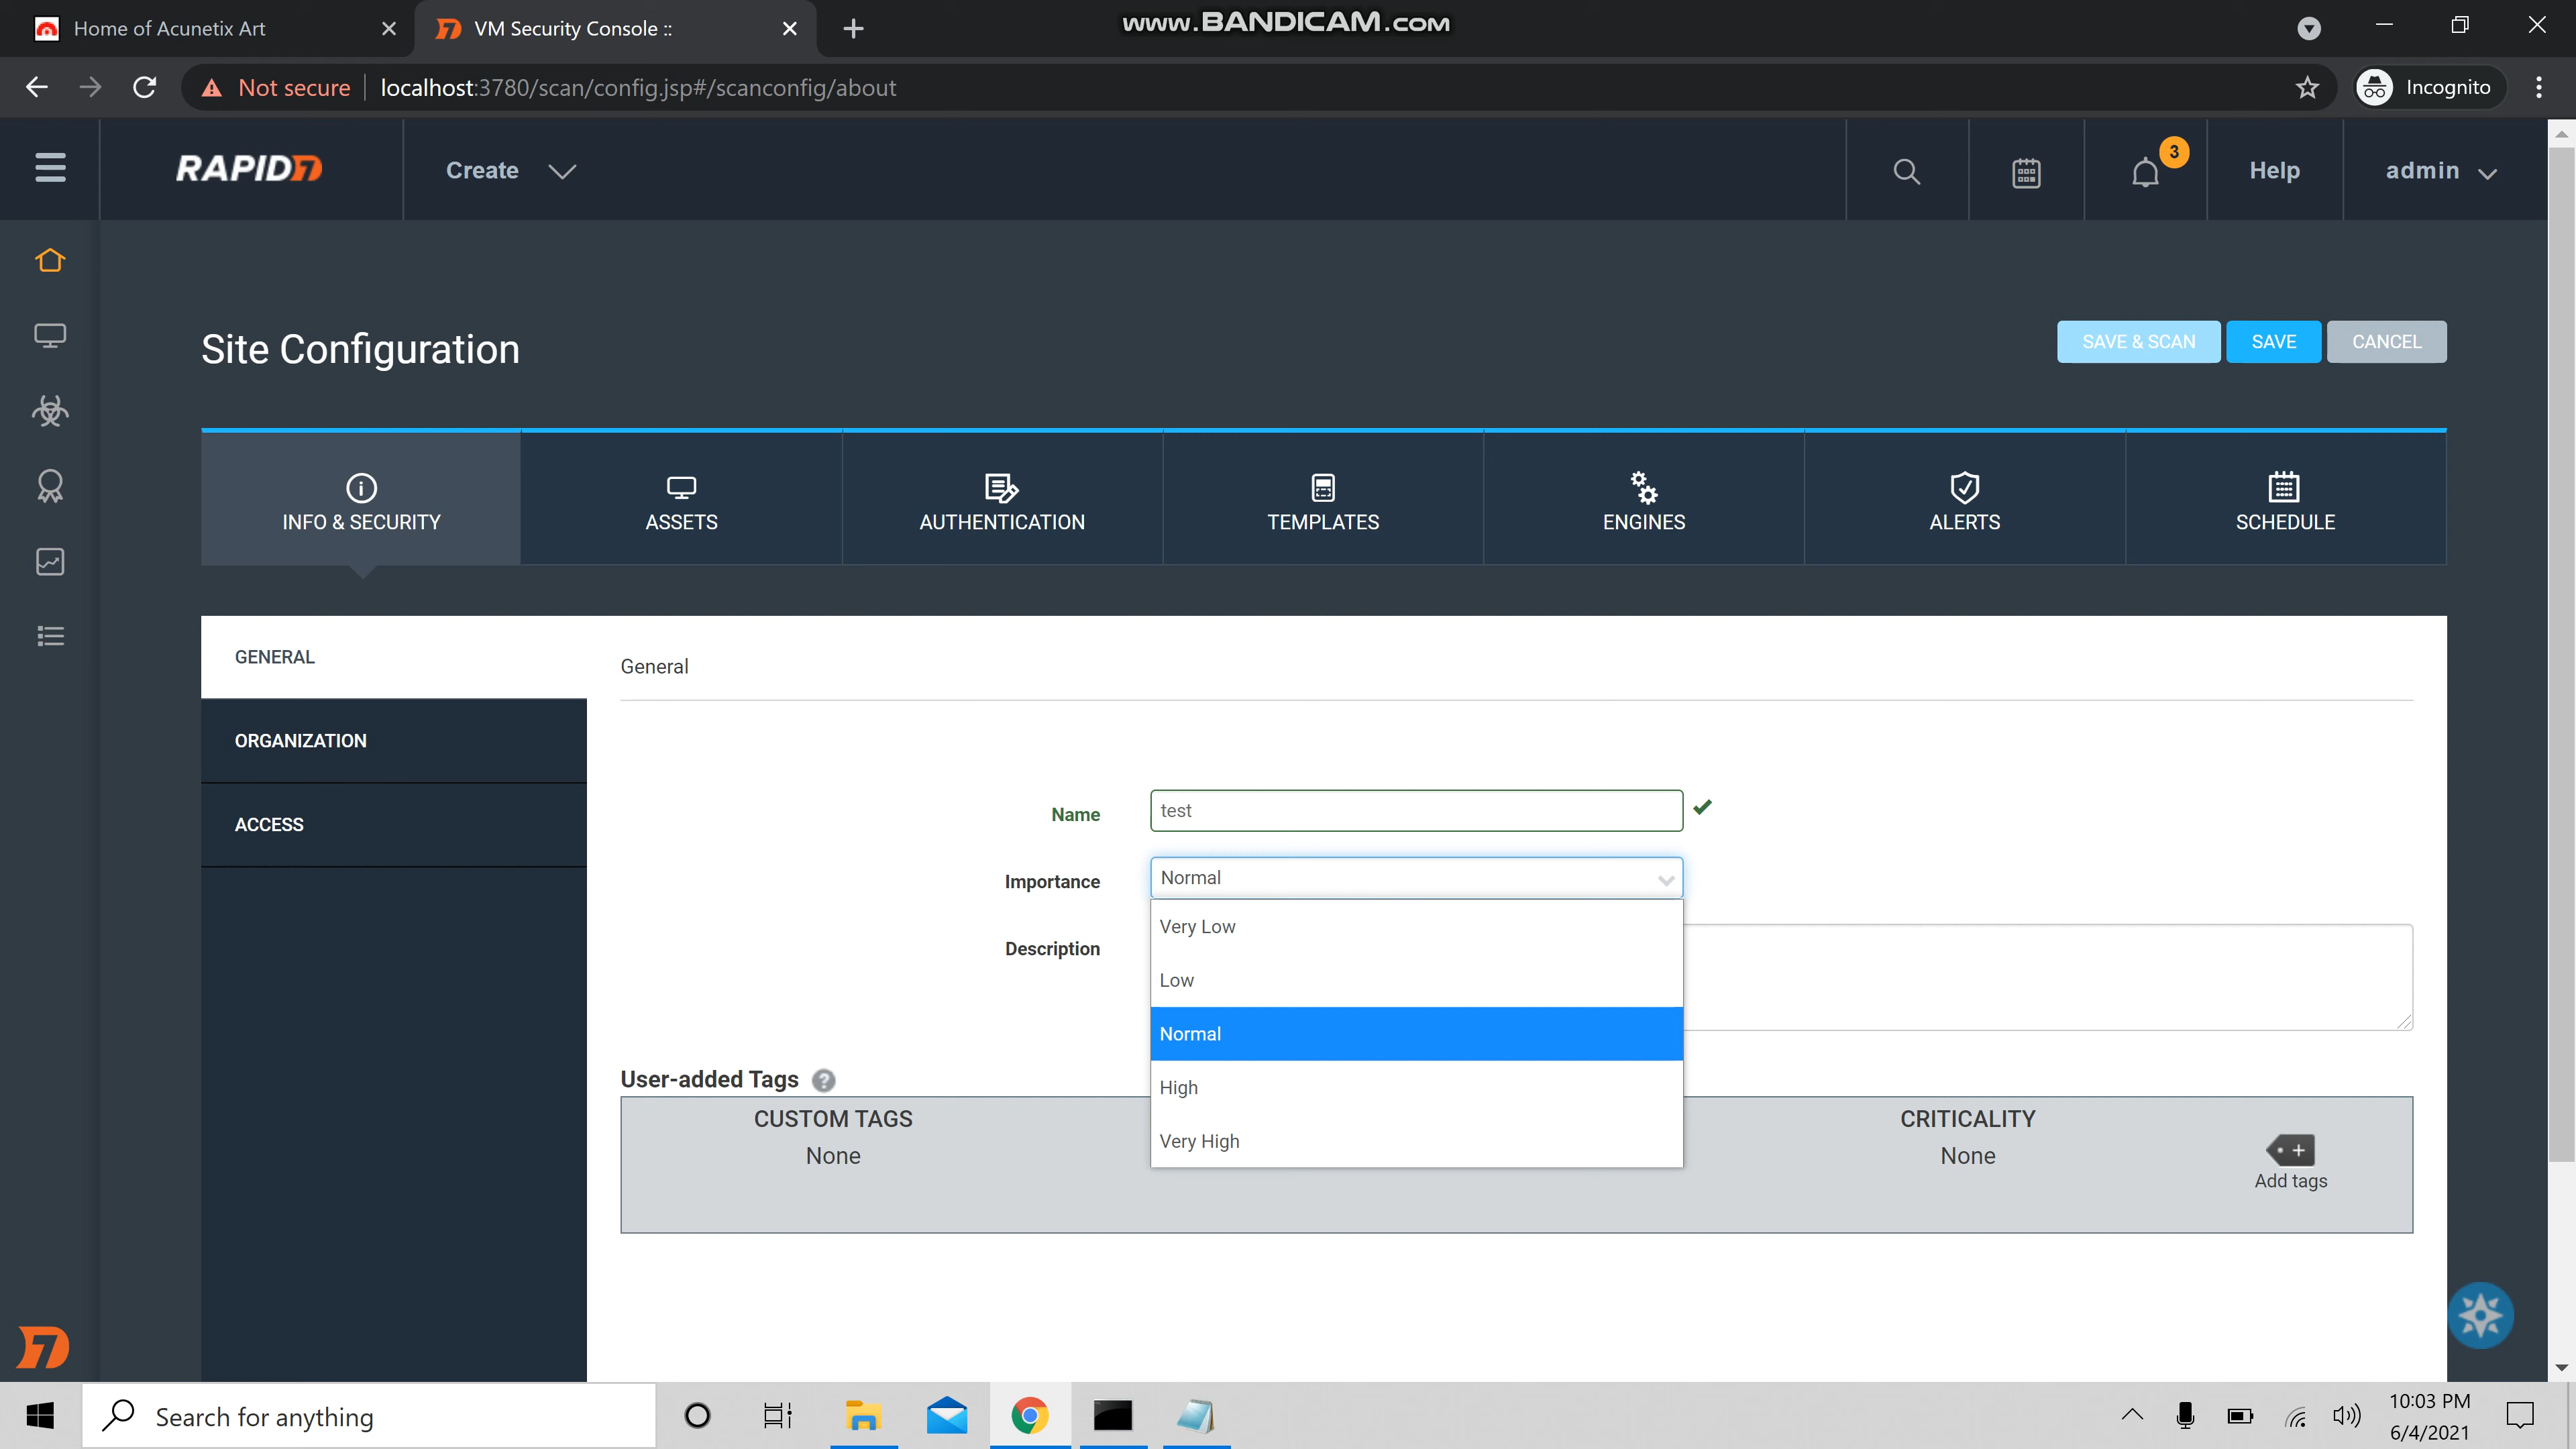 Home of Acunetix Art
VM Security Console ::
www.BANDICAM.com
Not secure
localhost:3780/scan/config.jsp#/scanconfig/about
Incognito
RAPID7
Create
3
Help
admin
Site Configuration
SAVE & SCAN
SAVE
CANCEL
INFO & SECURITY
ASSETS
AUTHENTICATION
TEMPLATES
ENGINES
ALERTS
SCHEDULE
GENERAL
ORGANIZATION
ACCESS
General
Name
test
Importance
Normal
Very Low
Low
Normal
High
Very High
Description
User-added Tags ?
CUSTOM TAGS
None
CRITICALITY
None
Add tags
Search for anything
10:03 PM
6/4/2021